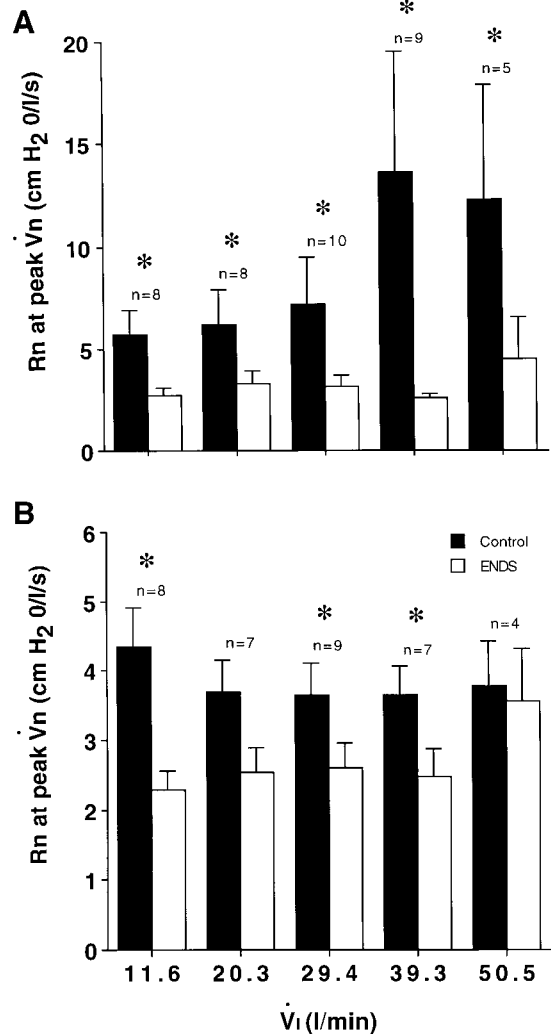 A
*
n=9
*
n=5
20
15
*
n=10
*
n=8
*
n=8
10
5
0
Rn at peak V̇n (cm H₂ 0/l/s)
B
6
Control
ENDS
*
n=8
5
*
n=9
*
n=7
n=4
n=7
4
3
2
1
0
Rn at peak V̇n (cm H₂ 0/l/s)
11.6 20.3 29.4 39.3 50.5
V̇I (l/min)